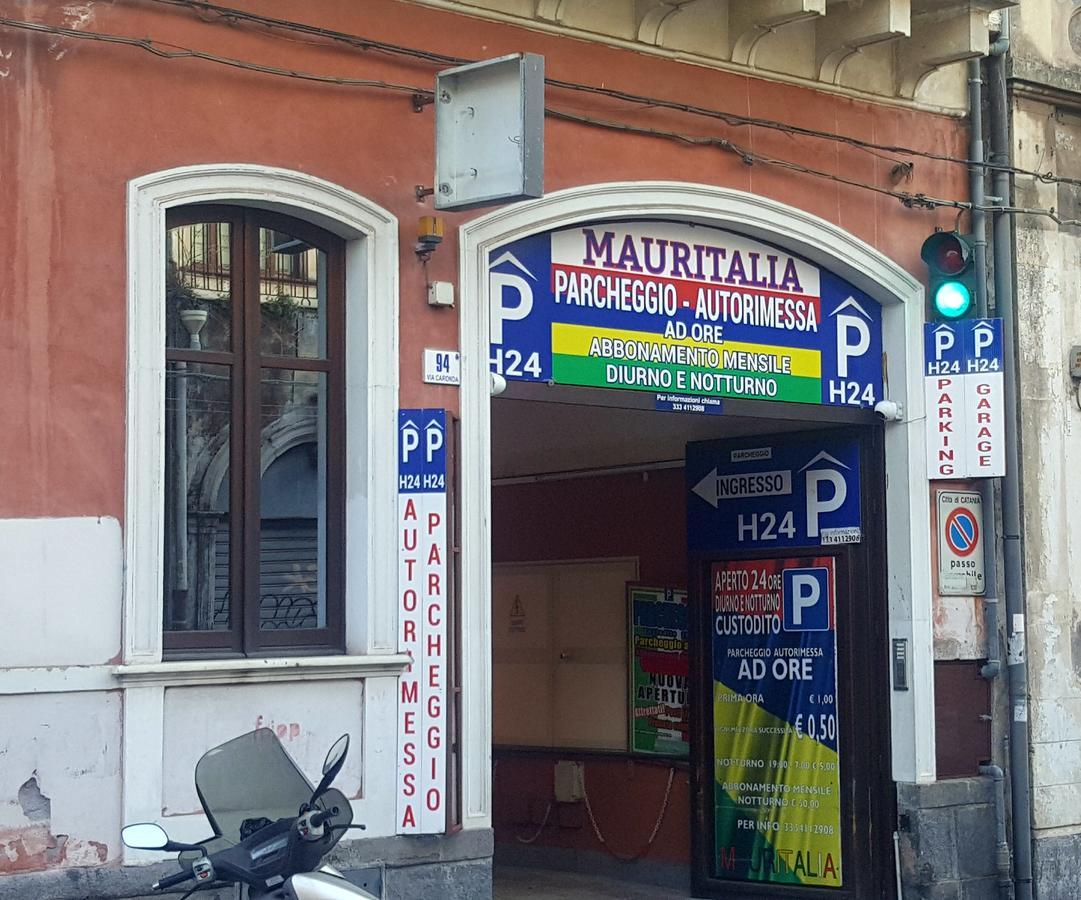 MAURITALIA
PARCHEGGIO - AUTORIMESSA
AD ORE
ABBONAMENTO MENSILE
DIURNO E NOTTURNO
P
H24
P
H24
Per informazioni chiama
333 4112908
94
VIA CARONDA
P P
H24 H24
AUTORIMESSA
PARCHEGGIO
P P
H24 H24
PARKING
GARAGE
Città di CATANIA
passo
PARCHEGGIO
INGRESSO
P
H24
333 4112908
APERTO 24 ORE
DIURNO E NOTTURNO
CUSTODITO
P
PARCHEGGIO AUTORIMESSA
AD ORE
PRIMA ORA € 1,00
SUCCESSIVA € 0,50
NOTTURNO 19:00 - 7:00 € 5,00
ABBONAMENTO MENSILE
NOTTURNO € 50,00
PER INFO 333 4112908
MAURITALIA
Parcheggio a
NUOVA
APERTU